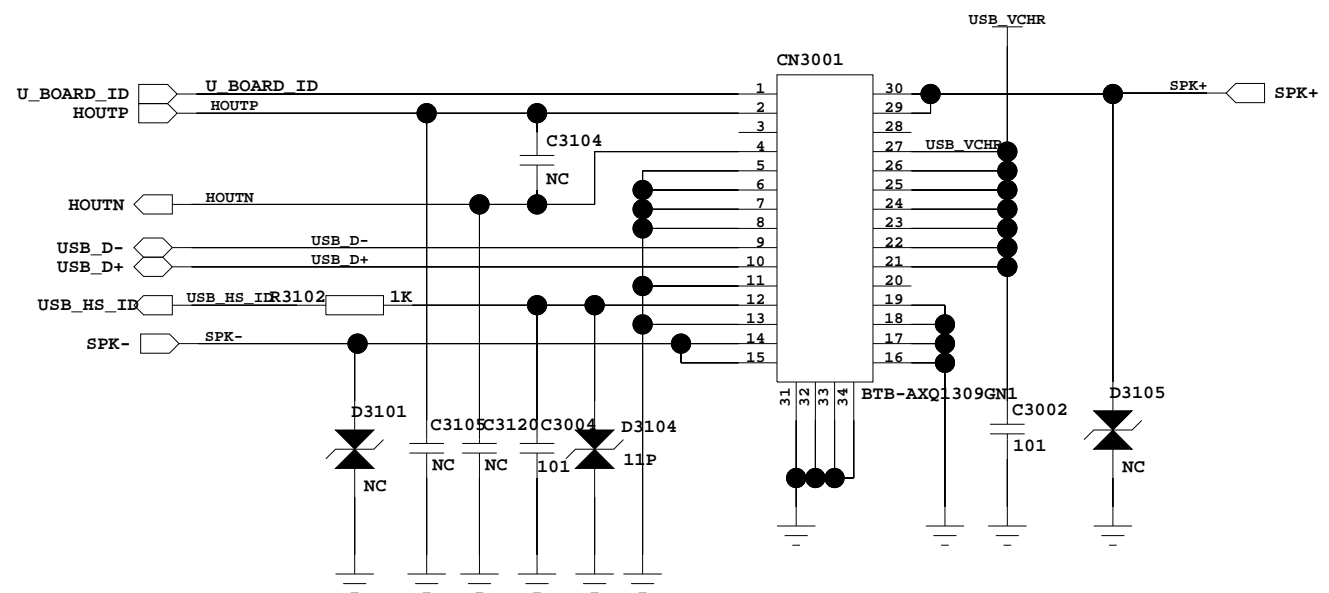 USB_VCHR
CN3001
U_BOARD_ID U_BOARD_ID 1 30 SPK+ SPK+
HOUTP HOUTP 2 29
3 28
C3104 4 27 USB_VCHR
5 26
NC 6 25
HOUTN HOUTN 7 24
8 23
USB_D- USB_D- 9 22
USB_D+ USB_D+ 10 21
11 20
USB_HS_ID USB_HS_ID R3102 1K 12 19
13 18
SPK- SPK- 14 17
15 16
31 32 33 34 BTB-AXQ1309GN1 D3105
D3101 C3105 C3120 C3004 D3104 C3002
NC NC NC 101 11P 101 NC